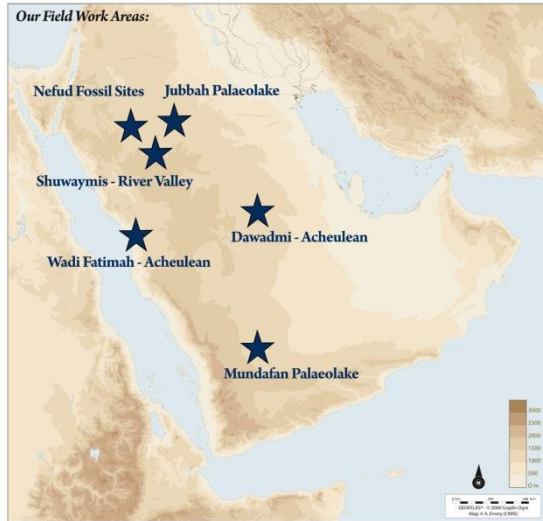 Our Field Work Areas:
Nefud Fossil Sites
Jubbah Palaeolake
Shuwaymis - River Valley
Dawadmi - Acheulean
Wadi Fatimah - Acheulean
Mundafan Palaeolake
3000
2500
2000
1500
1000
500
0 m
N